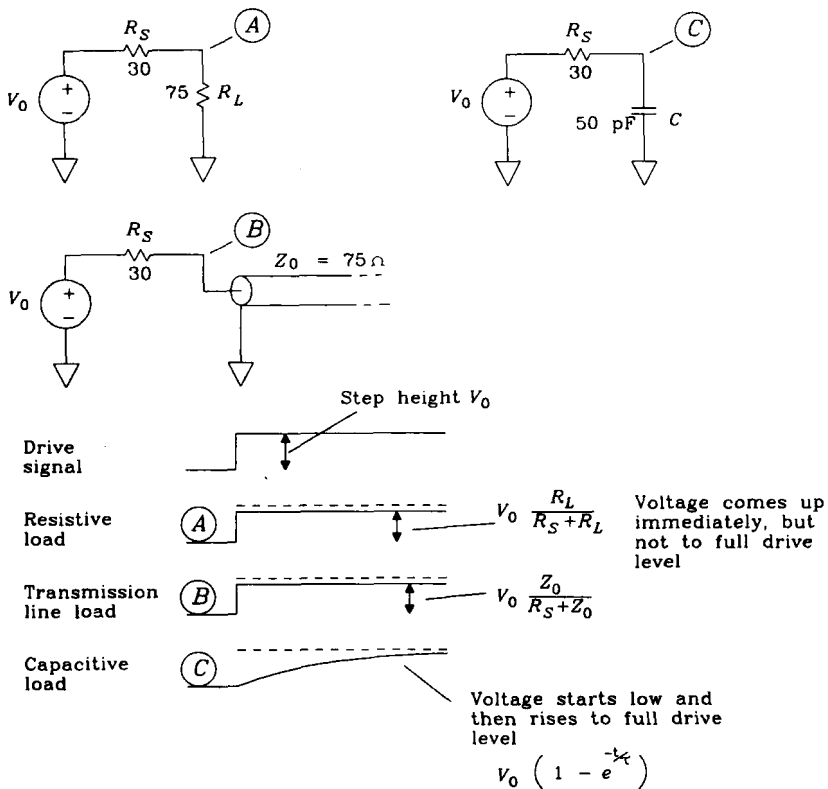 A
R_S
30
V_0
+
−
75
R_L
C
R_S
30
V_0
+
−
50 pF
C
B
R_S
30
V_0
+
−
Z_0 = 75 Ω
Step height V_0
Drive
signal
Resistive
load
A
V_0 R_L / (R_S + R_L)
Voltage comes up
immediately, but
not to full drive
level
Transmission
line load
B
V_0 Z_0 / (R_S + Z_0)
Capacitive
load
C
Voltage starts low and
then rises to full drive
level
V_0 ( 1 − e^(-t/τ) )